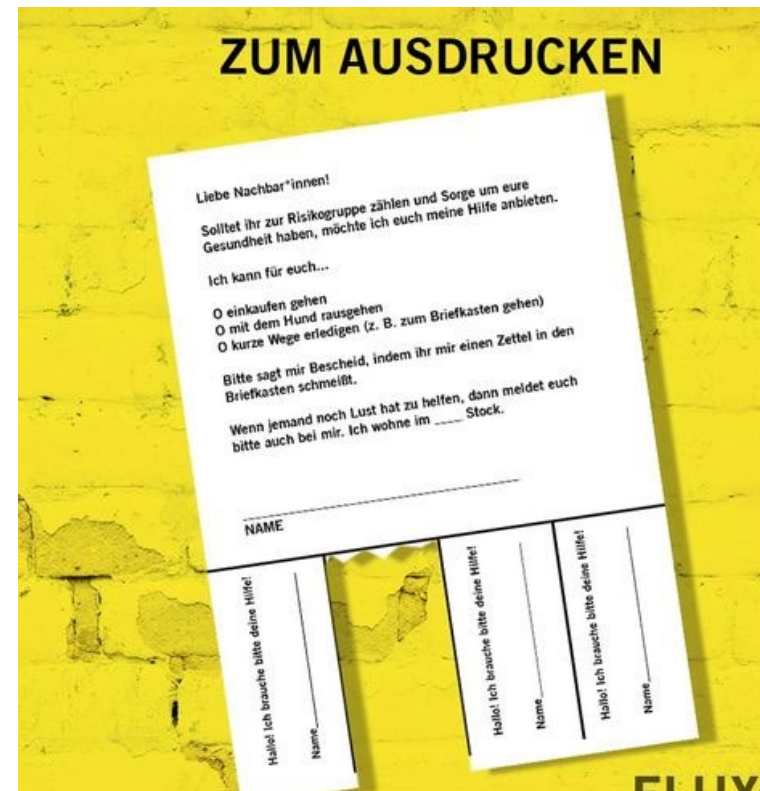 ZUM AUSDRUCKEN
Liebe Nachbar*innen!
Solltet ihr zur Risikogruppe zählen und Sorge um eure
Gesundheit haben, möchte ich euch meine Hilfe anbieten.
Ich kann für euch...
O einkaufen gehen
O mit dem Hund rausgehen
O kurze Wege erledigen (z. B. zum Briefkasten gehen)
Bitte sagt mir Bescheid, indem ihr mir einen Zettel in den
Briefkasten schmeißt.
Wenn jemand noch Lust hat zu helfen, dann meldet euch
bitte auch bei mir. Ich wohne im ____ Stock.
NAME
Hallo! Ich brauche bitte deine Hilfe!
Name
Hallo! Ich brauche bitte deine Hilfe!
Name
Hallo! Ich brauche bitte deine Hilfe!
Name